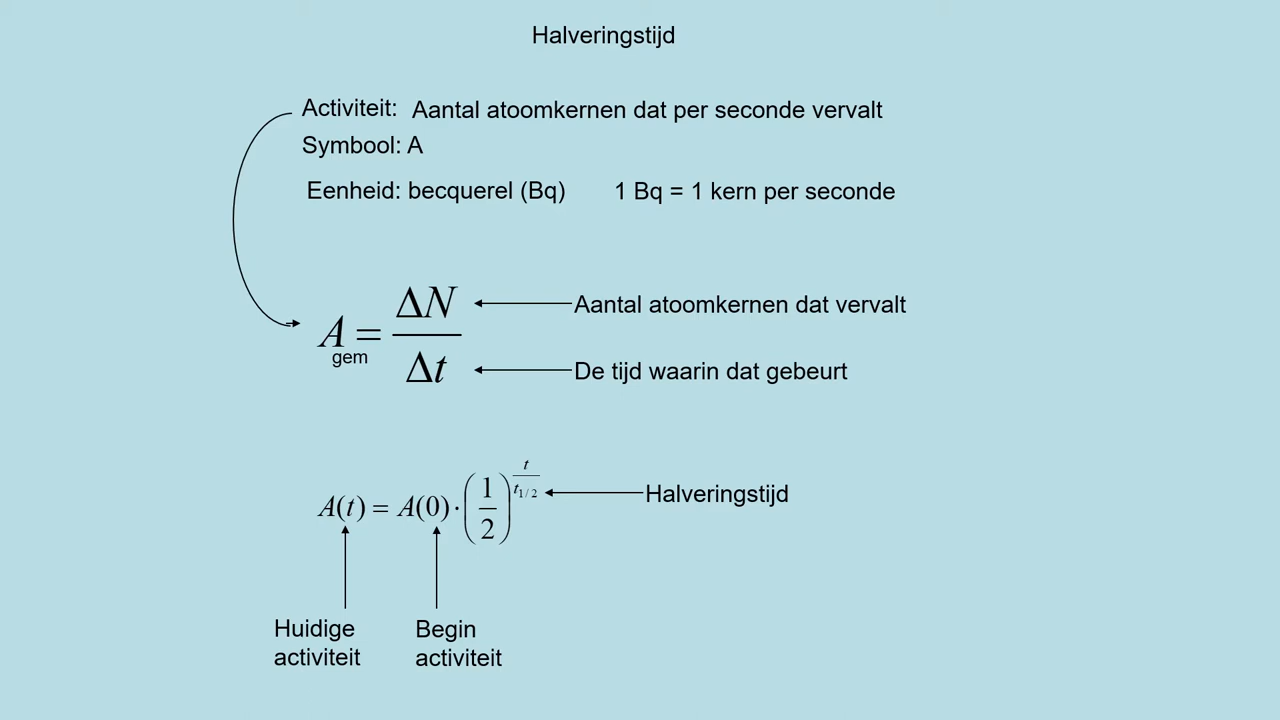 Halveringstijd
Activiteit: Aantal atoomkernen dat per seconde vervalt
Symbool: A
Eenheid: becquerel (Bq) 1 Bq = 1 kern per seconde
A_gem = ΔN/Δt
Aantal atoomkernen dat vervalt
De tijd waarin dat gebeurt
A(t) = A(0)·(1/2)^(t/t_1/2)
Halveringstijd
Huidige
activiteit
Begin
activiteit